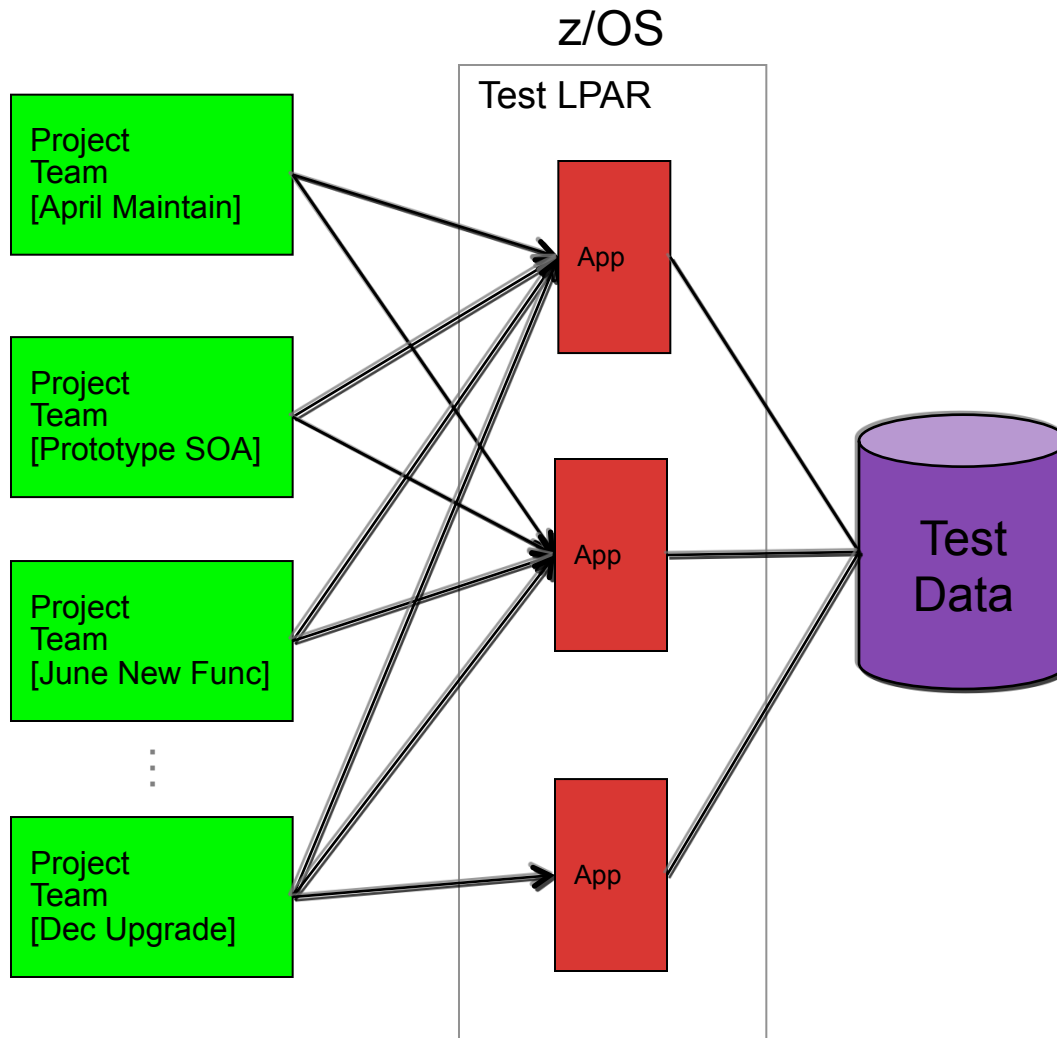 z/OS
Test LPAR
Project
Team
[April Maintain]
App
Project
Team
[Prototype SOA]
App
Test
Data
Project
Team
[June New Func]
Project
Team
[Dec Upgrade]
App